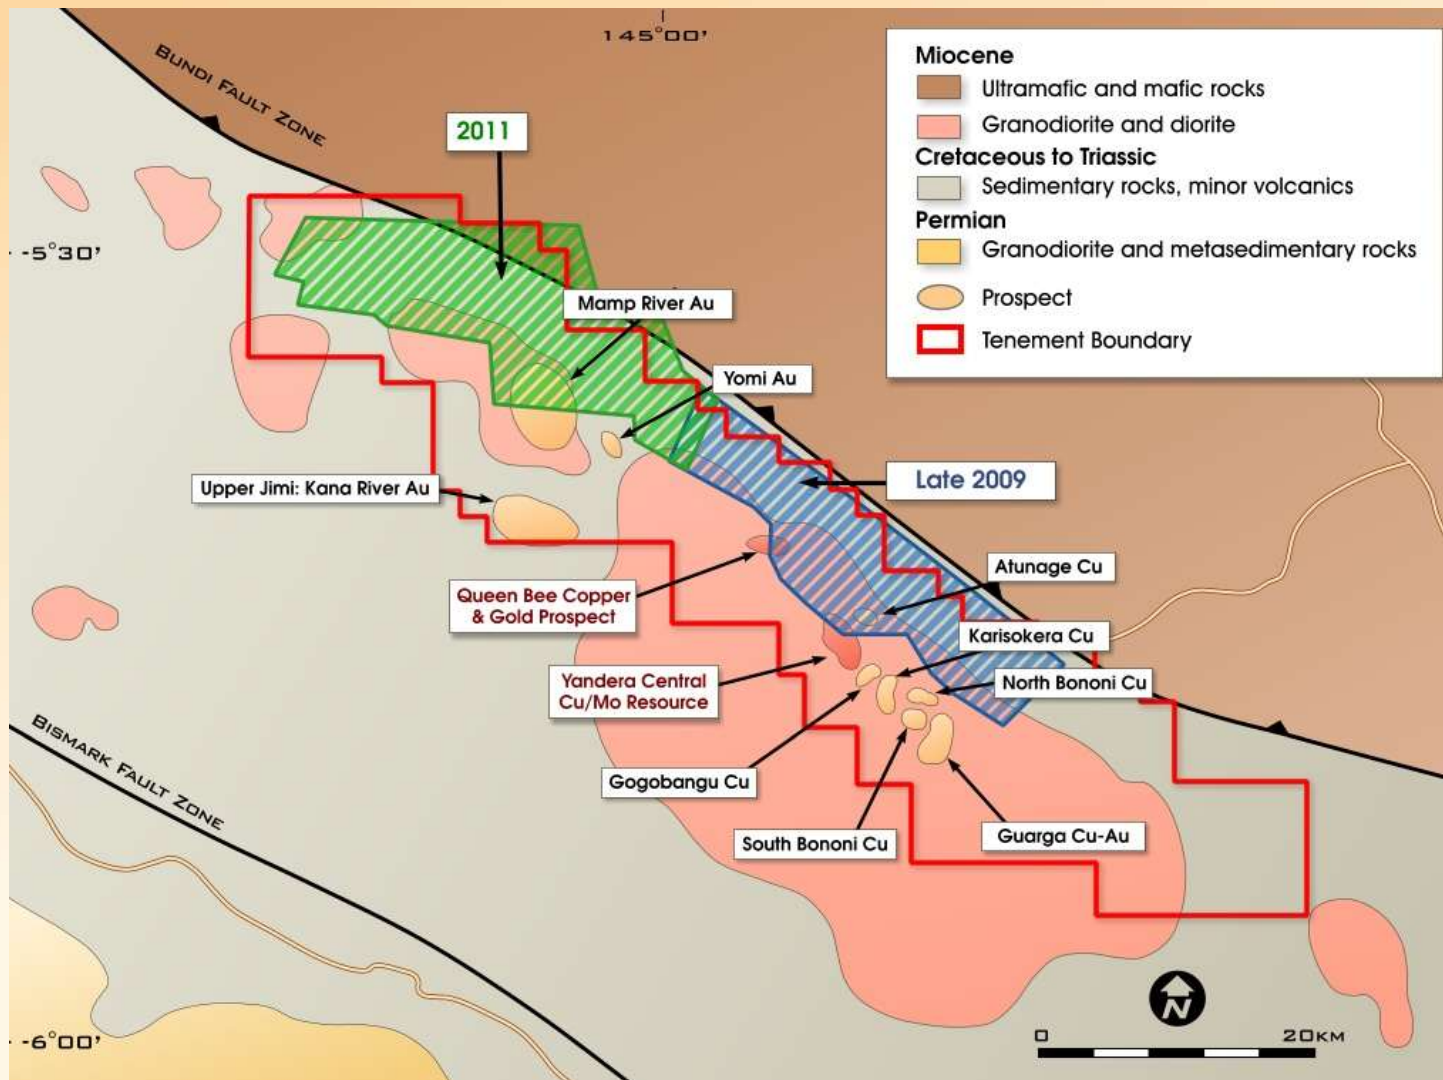 145°00'
BUNDI FAULT ZONE
2011
-5°30'
Miocene
Ultramafic and mafic rocks
Granodiorite and diorite
Cretaceous to Triassic
Sedimentary rocks, minor volcanics
Permian
Granodiorite and metasedimentary rocks
Prospect
Tenement Boundary
Mamp River Au
Yomi Au
Upper Jimi: Kana River Au
Late 2009
Atunage Cu
Queen Bee Copper
& Gold Prospect
Karisokera Cu
Yandera Central
Cu/Mo Resource
North Bononi Cu
BISMARK FAULT ZONE
Gogobangu Cu
South Bononi Cu
Guarga Cu-Au
N
-6°00'
0 20KM